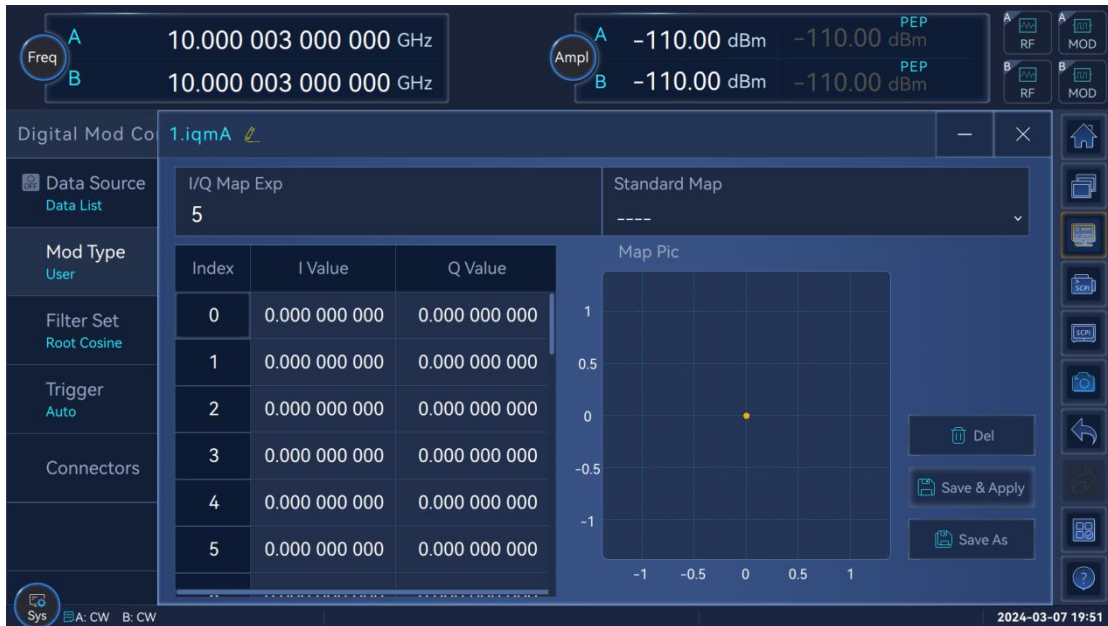 Freq
A 10.000 003 000 000 GHz
B 10.000 003 000 000 GHz
Ampl
A -110.00 dBm -110.00 dBm PEP
B -110.00 dBm -110.00 dBm PEP
A RF
A MOD
B RF
B MOD
Digital Mod Co
1.iqmA
Data Source
Data List
Mod Type
User
Filter Set
Root Cosine
Trigger
Auto
Connectors
I/Q Map Exp
5
Standard Map
----
Index I Value Q Value
0 0.000 000 000 0.000 000 000
1 0.000 000 000 0.000 000 000
2 0.000 000 000 0.000 000 000
3 0.000 000 000 0.000 000 000
4 0.000 000 000 0.000 000 000
5 0.000 000 000 0.000 000 000
Map Pic
1
0.5
0
-0.5
-1
-1 -0.5 0 0.5 1
Del
Save & Apply
Save As
SCPI
SCPI
?
Sys
A: CW B: CW
2024-03-07 19:51